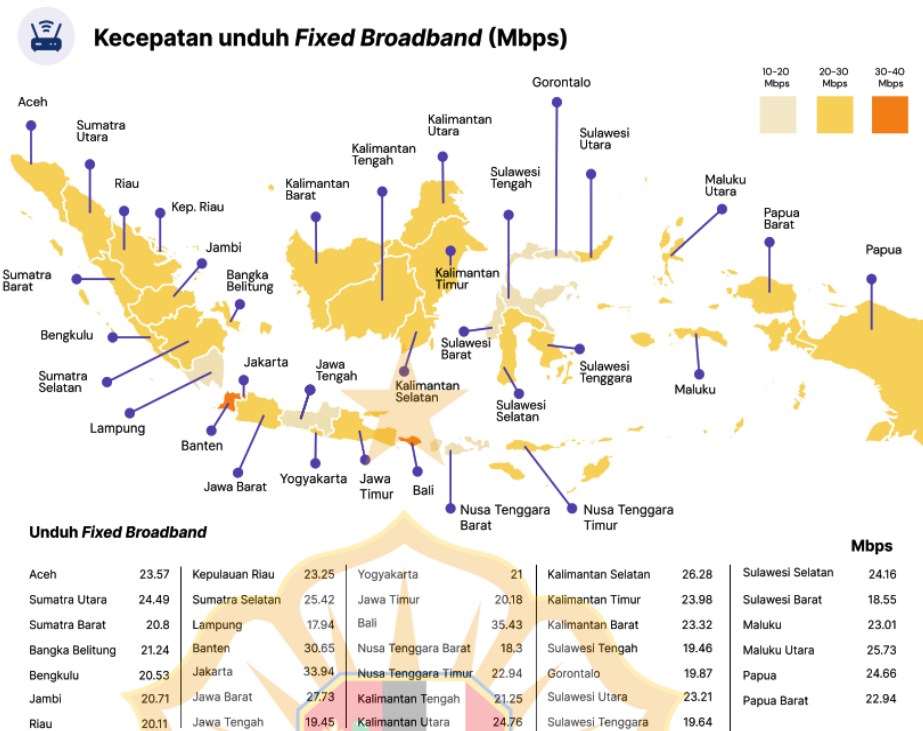 Kecepatan unduh Fixed Broadband (Mbps)
10-20
Mbps
20-30
Mbps
30-40
Mbps
Gorontalo
Aceh
Sumatra
Utara
Riau
Kep. Riau
Jambi
Bangka
Belitung
Kalimantan
Barat
Kalimantan
Tengah
Kalimantan
Utara
Kalimantan
Timur
Sulawesi
Tengah
Sulawesi
Utara
Maluku
Utara
Papua
Barat
Papua
Sumatra
Barat
Bengkulu
Sumatra
Selatan
Lampung
Jakarta
Banten
Jawa Barat
Jawa
Tengah
Yogyakarta
Jawa
Timur
Bali
Kalimantan
Selatan
Sulawesi
Barat
Sulawesi
Selatan
Sulawesi
Tenggara
Maluku
Nusa Tenggara
Barat
Nusa Tenggara
Timur
Unduh Fixed Broadband
Mbps
Aceh 23.57
Sumatra Utara 24.49
Sumatra Barat 20.8
Bangka Belitung 21.24
Bengkulu 20.53
Jambi 20.71
Riau 20.11
Kepulauan Riau 23.25
Sumatra Selatan 25.42
Lampung 17.94
Banten 30.65
Jakarta 33.94
Jawa Barat 27.73
Jawa Tengah 19.45
Yogyakarta 21
Jawa Timur 20.18
Bali 35.43
Nusa Tenggara Barat 18.3
Nusa Tenggara Timur 22.94
Kalimantan Tengah 21.25
Kalimantan Utara 24.76
Kalimantan Selatan 26.28
Kalimantan Timur 23.98
Kalimantan Barat 23.32
Sulawesi Tengah 19.46
Gorontalo 19.87
Sulawesi Utara 23.21
Sulawesi Tenggara 19.64
Sulawesi Selatan 24.16
Sulawesi Barat 18.55
Maluku 23.01
Maluku Utara 25.73
Papua 24.66
Papua Barat 22.94